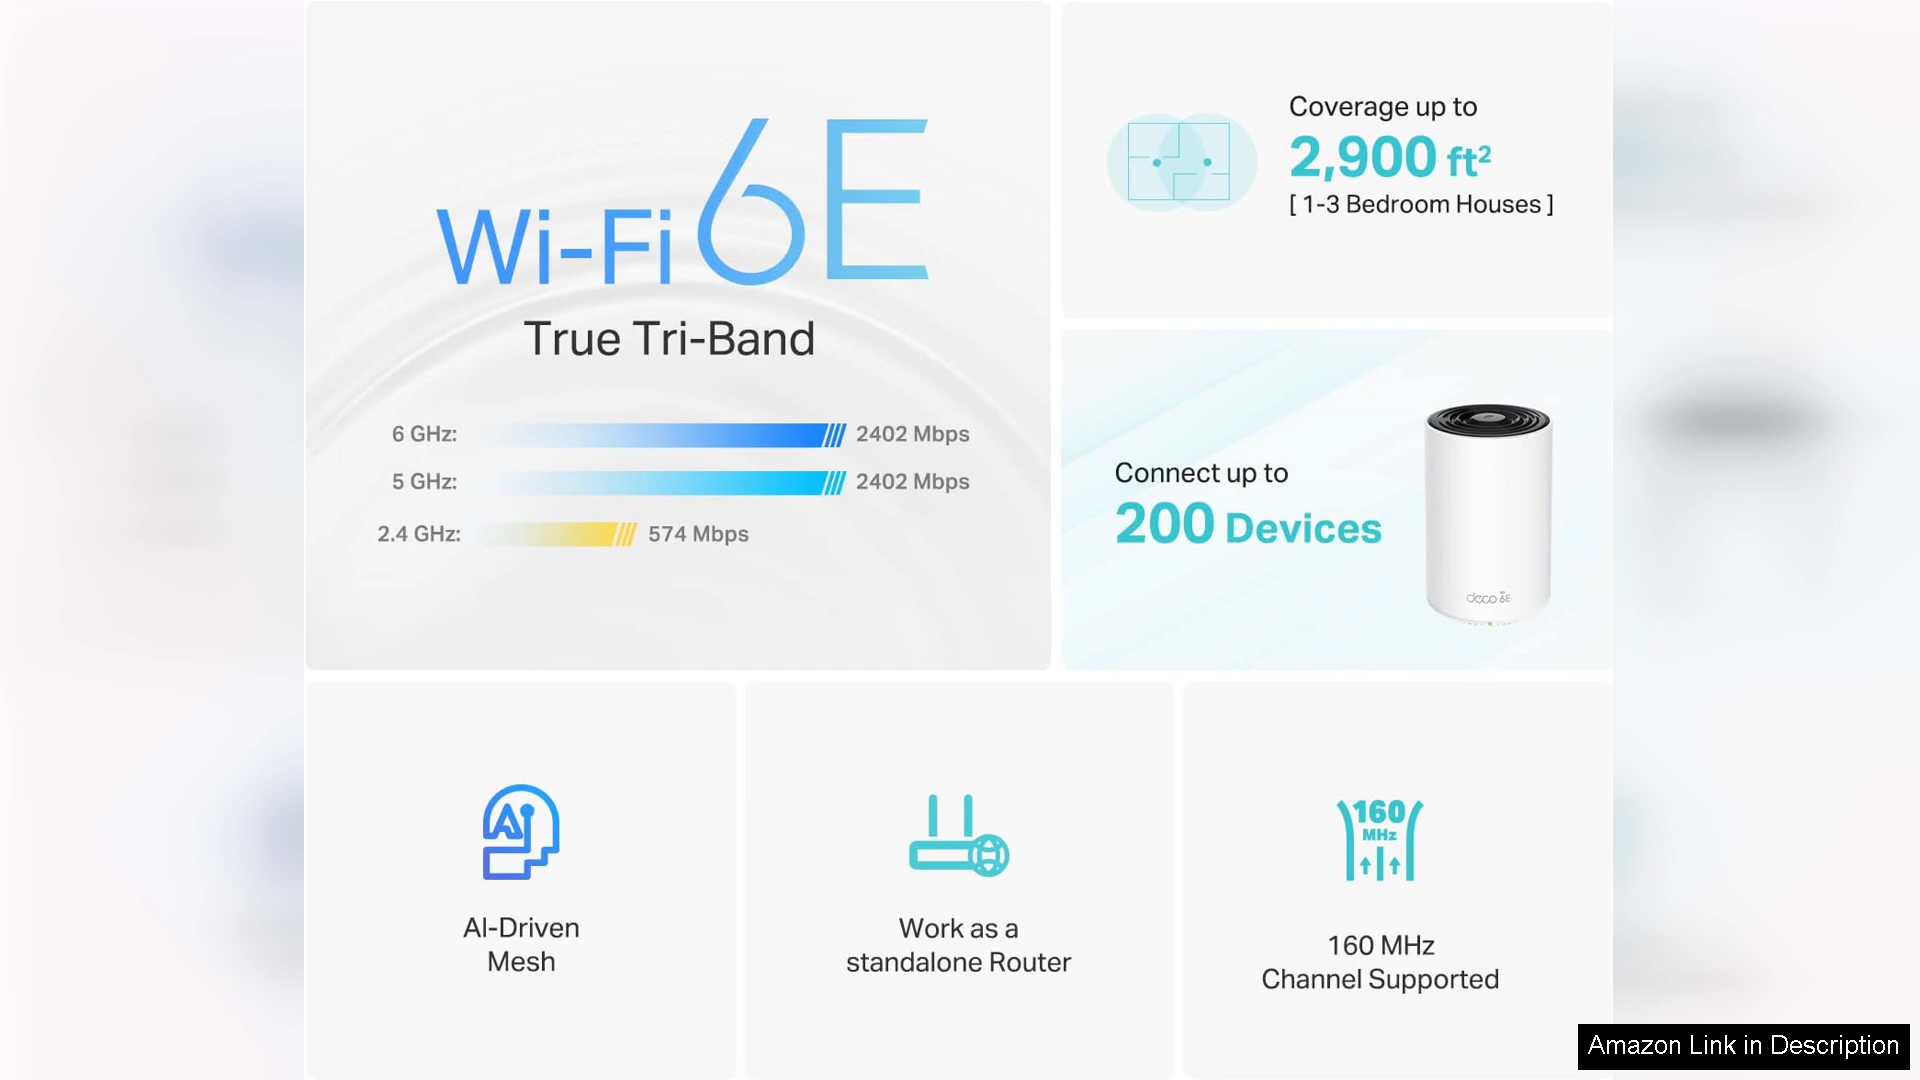 Wi-Fi 6E
True Tri-Band
6 GHz: 2402 Mbps
5 GHz: 2402 Mbps
2.4 GHz: 574 Mbps
Coverage up to
2,900 ft²
[ 1-3 Bedroom Houses ]
Connect up to
200 Devices
deco 6E
Ai
AI-Driven
Mesh
Work as a
standalone Router
160
MHz
160 MHz
Channel Supported
Amazon Link in Description